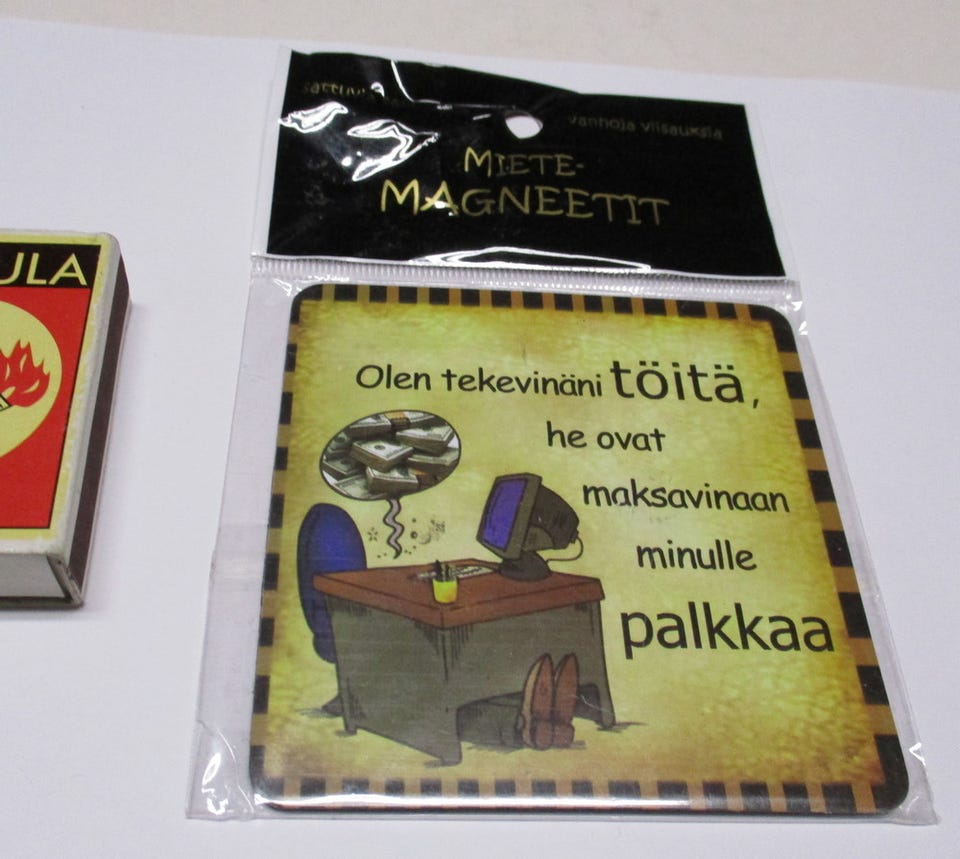 vanhoja viisauksia
MIETE-
MAGNEETIT
ULA
Olen tekevinäni töitä,
he ovat
maksavinaan
minulle
palkkaa